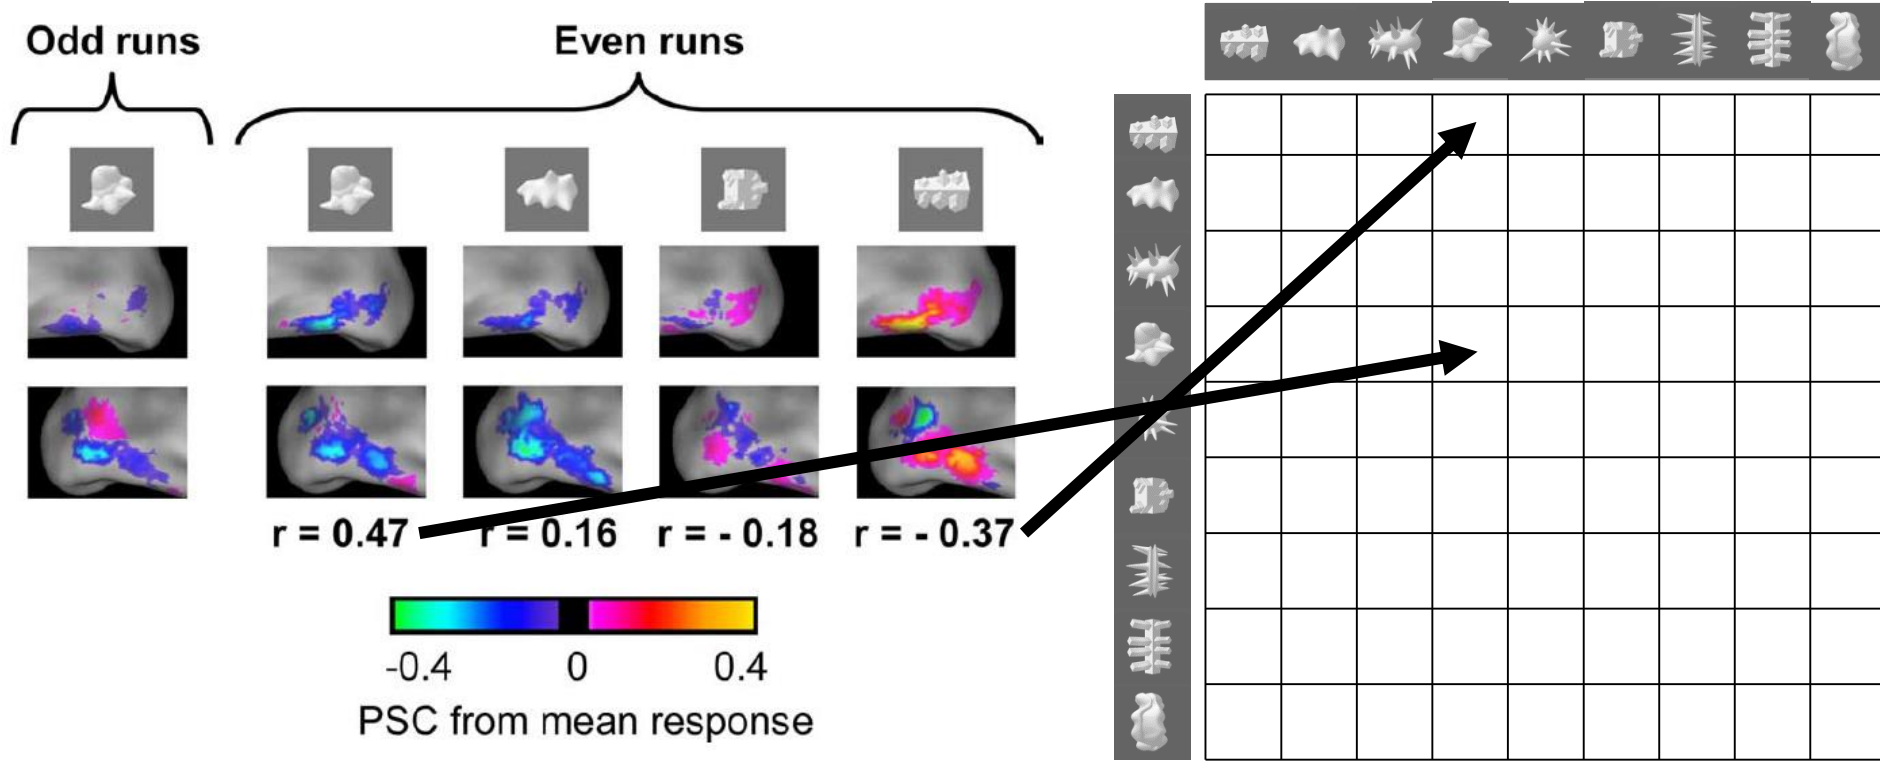 Odd runs
Even runs
r = 0.47
r = 0.16
r = - 0.18
r = - 0.37
-0.4
0
0.4
PSC from mean response